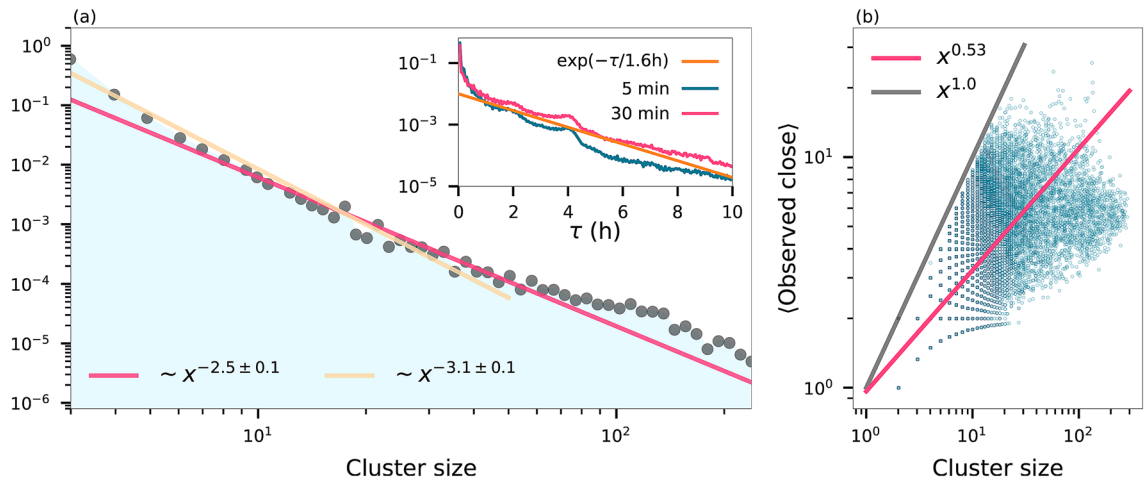 (a)
10⁰
10⁻¹
10⁻²
10⁻³
10⁻⁴
10⁻⁵
10⁻⁶
~ x⁻²·⁵ ± ⁰·¹
~ x⁻³·¹ ± ⁰·¹
10¹
10²
Cluster size
10⁻¹
10⁻³
10⁻⁵
exp(−τ/1.6h)
5 min
30 min
0 2 4 6 8 10
τ (h)
(b)
x⁰·⁵³
x¹·⁰
⟨Observed close⟩
10¹
10⁰
10⁰ 10¹ 10²
Cluster size